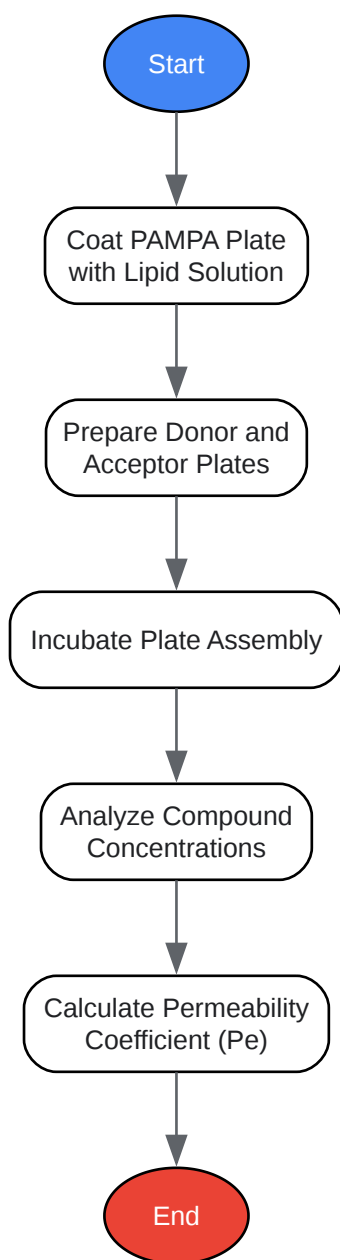 Start
Coat PAMPA Plate
with Lipid Solution
Prepare Donor and
Acceptor Plates
Incubate Plate Assembly
Analyze Compound
Concentrations
Calculate Permeability
Coefficient (Pe)
End